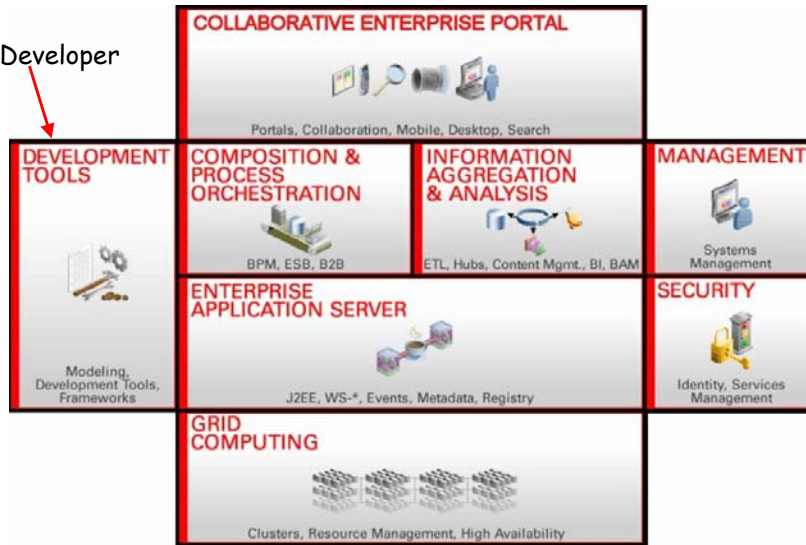 COLLABORATIVE ENTERPRISE PORTAL
Portals, Collaboration, Mobile, Desktop, Search
Developer
DEVELOPMENT
TOOLS
Modeling,
Development Tools,
Frameworks
COMPOSITION &
PROCESS
ORCHESTRATION
BPM, ESB, B2B
INFORMATION
AGGREGATION
& ANALYSIS
ETL, Hubs, Content Mgmt., BI, BAM
MANAGEMENT
Systems
Management
ENTERPRISE
APPLICATION SERVER
J2EE, WS-*, Events, Metadata, Registry
SECURITY
Identity, Services
Management
GRID
COMPUTING
Clusters, Resource Management, High Availability